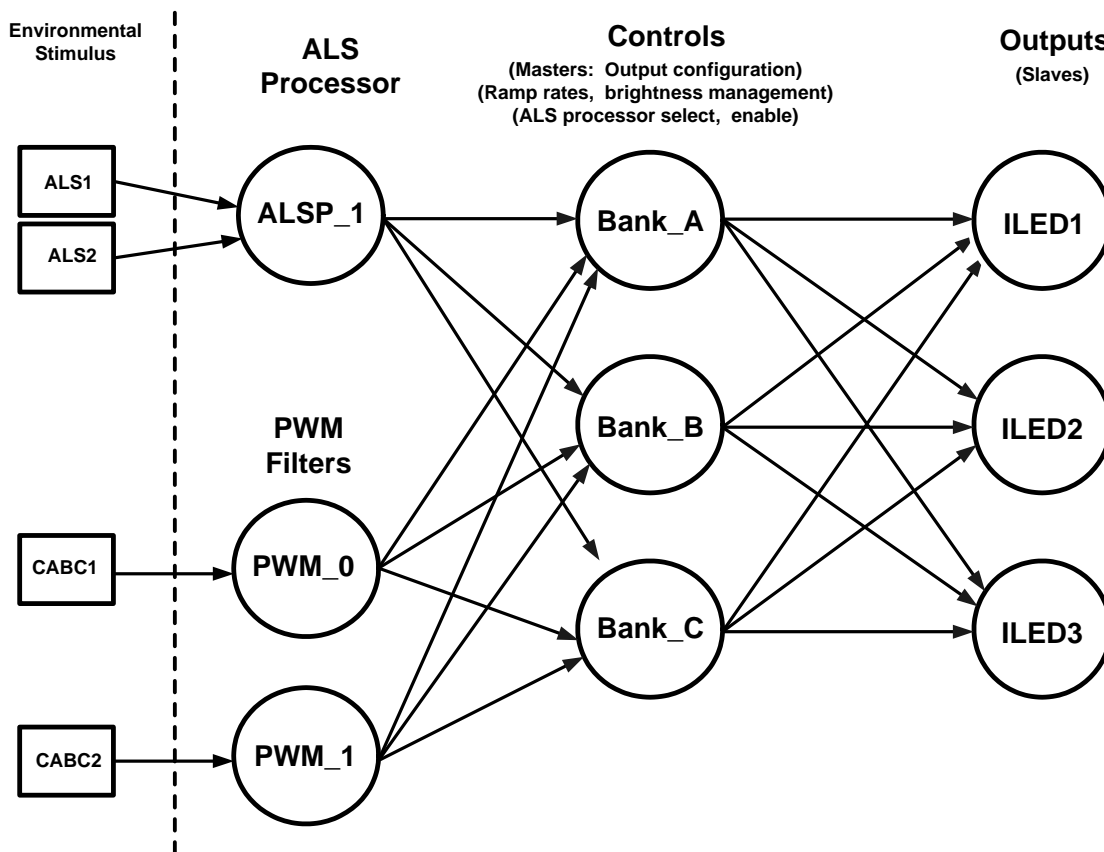 Environmental
Stimulus
ALS
Processor
Controls
(Masters: Output configuration)
(Ramp rates, brightness management)
(ALS processor select, enable)
Outputs
(Slaves)
ALS1
ALS2
ALSP_1
Bank_A
ILED1
PWM
Filters
Bank_B
ILED2
CABC1
PWM_0
Bank_C
ILED3
CABC2
PWM_1